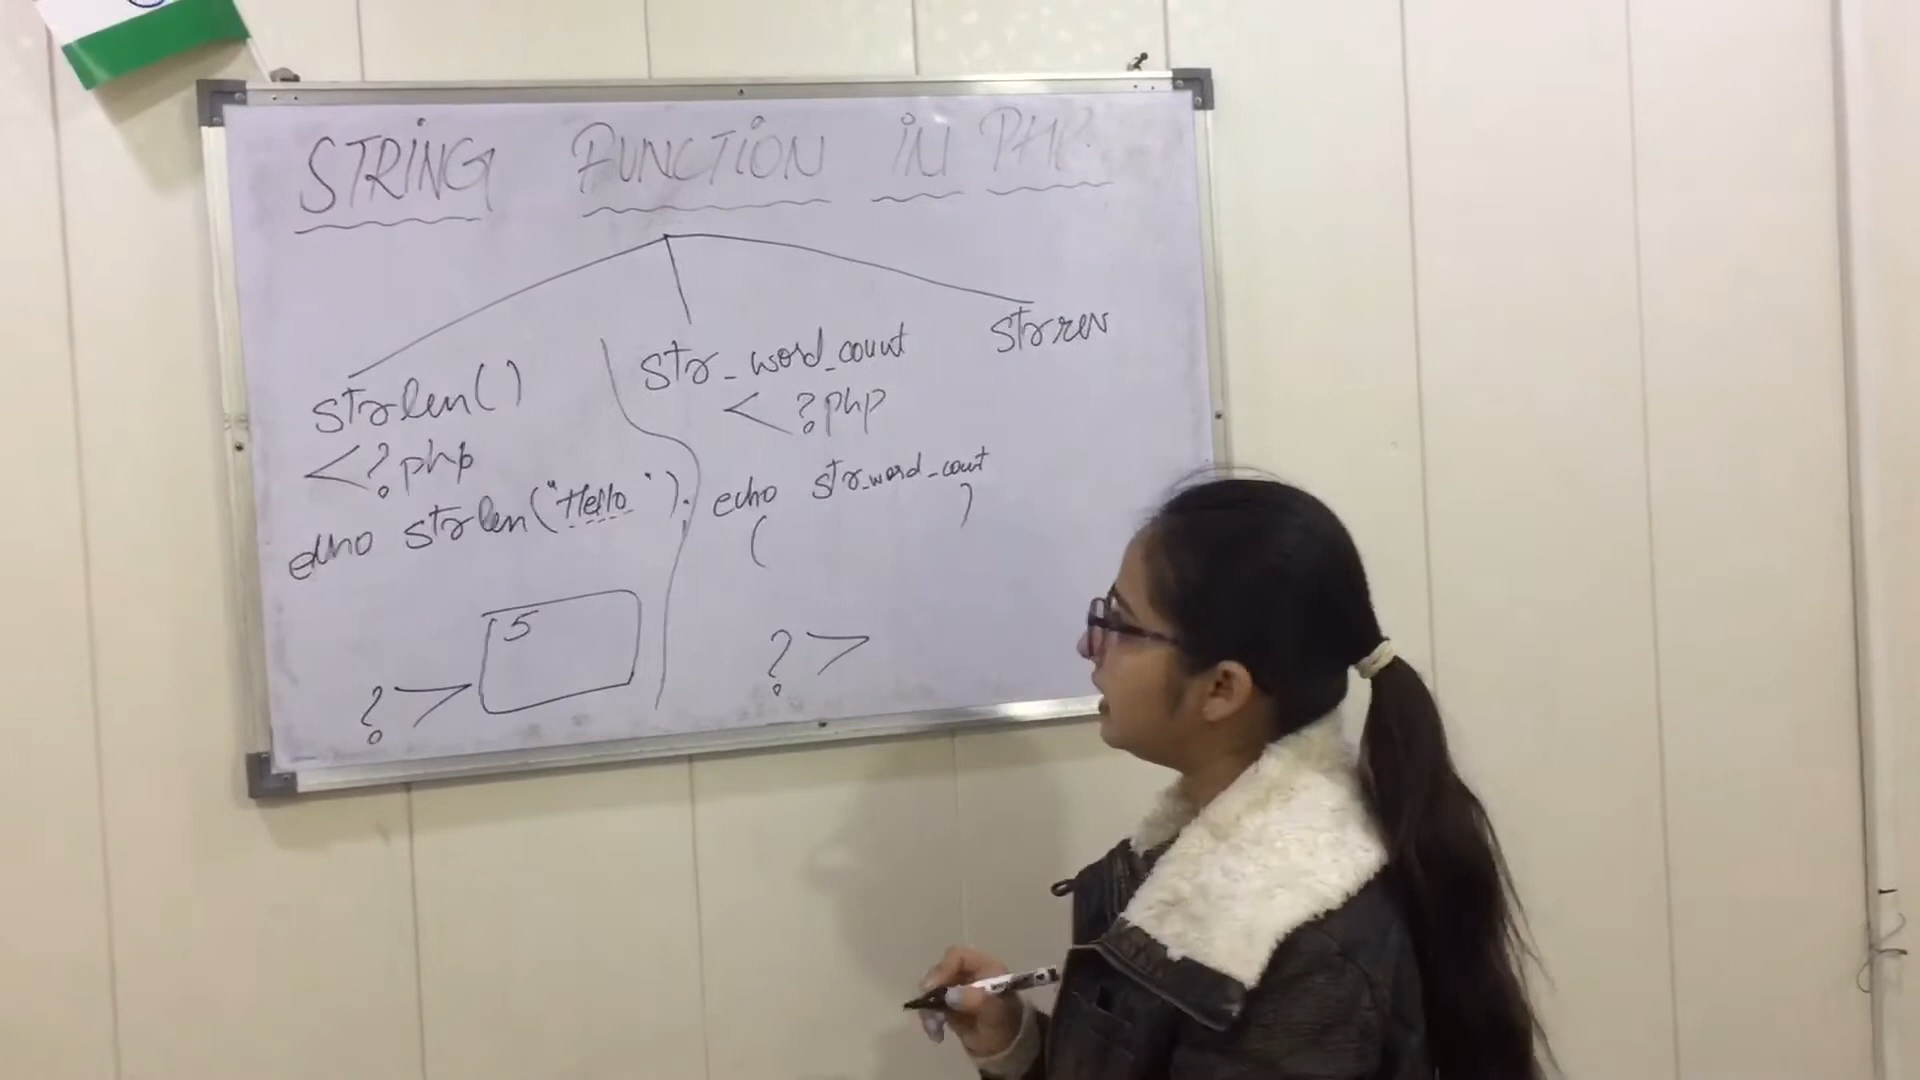 STRING FUNCTION IN PHP.
strlen()
<?php
echo strlen("Hello");
5
?>
str_word_count
<?php
echo str_word_count
( )
?>
strrev